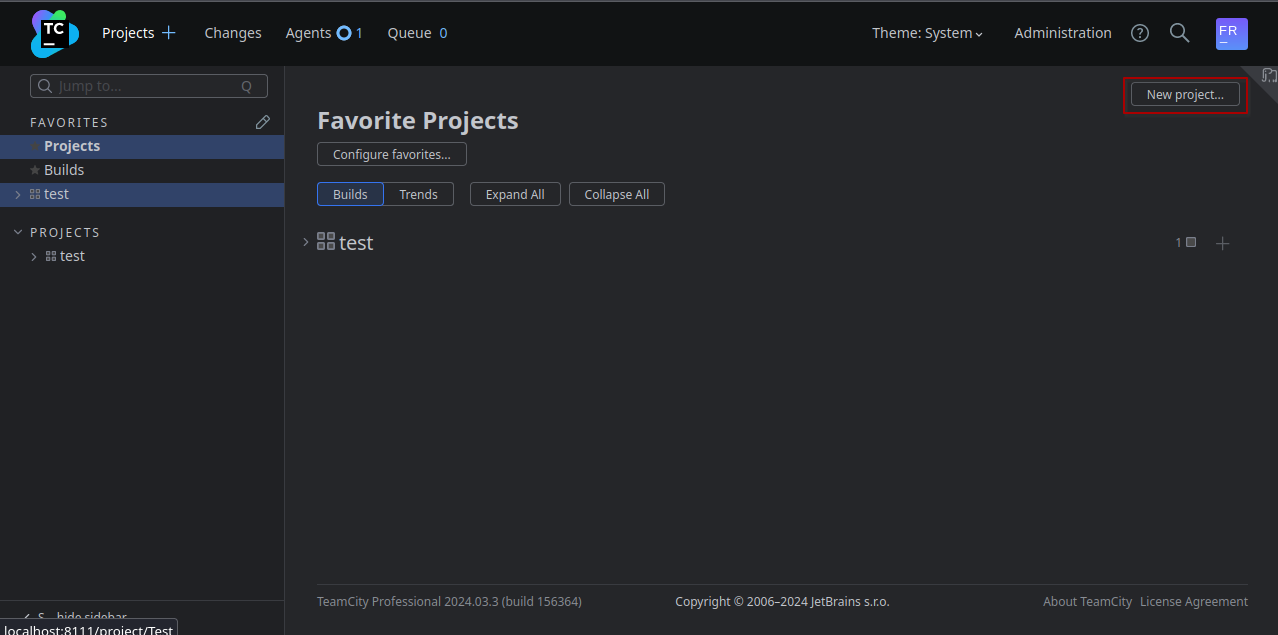 TC
Projects
Changes
Agents 1
Queue 0
Theme: System
Administration
?
FR
Jump to... Q
FAVORITES
Projects
Builds
test
PROJECTS
test
New project...
Favorite Projects
Configure favorites...
Builds Trends Expand All Collapse All
test
1
TeamCity Professional 2024.03.3 (build 156364)
Copyright © 2006–2024 JetBrains s.r.o.
About TeamCity License Agreement
S hide sidebar
localhost:8111/project/Test